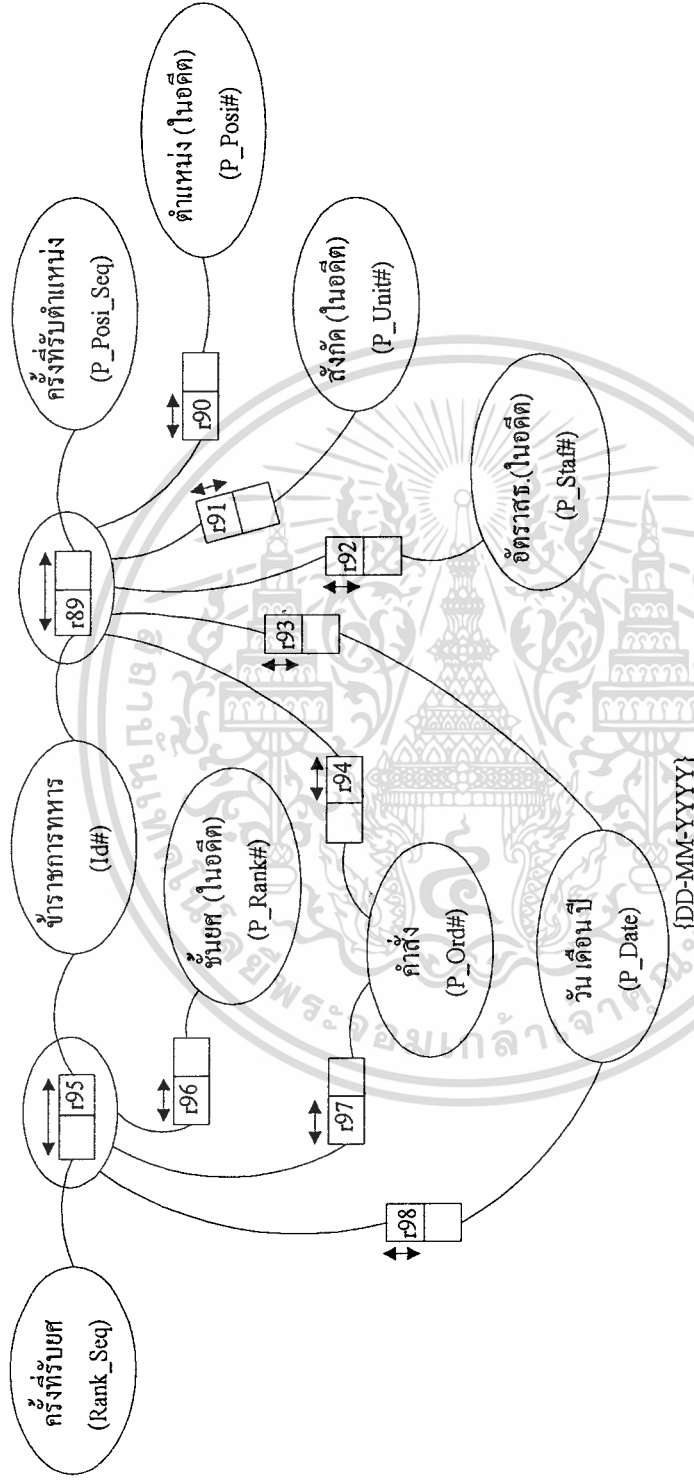 ครั้งที่รับยศ
(Rank_Seq)
r95
ข้าราชการทหาร
(Id#)
r89
ครั้งที่รับตำแหน่ง
(P_Posi_Seq)
r96
ชั้นยศ (ในอดีต)
(P_Rank#)
r90
ตำแหน่ง (ในอดีต)
(P_Posi#)
r91
สังกัด (ในอดีต)
(P_Unit#)
r92
อัตราสธ.(ในอดีต)
(P_Staff#)
r93
r94
r97
คำสั่ง
(P_Ord#)
r98
วัน เดือน ปี
(P_Date)
{DD-MM-YYYY}